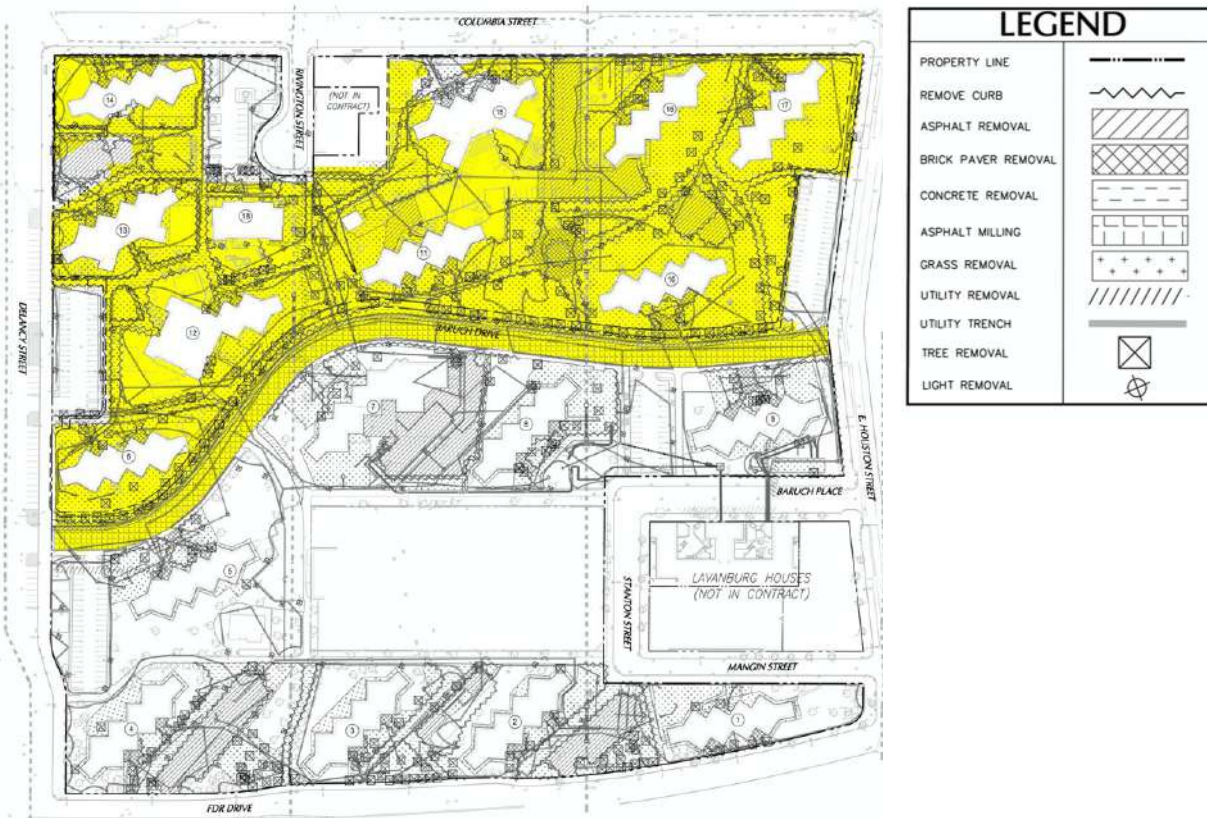 COLUMBIA STREET
RIVINGTON STREET
(NOT IN
CONTRACT)
14
15
16
17
13
18
11
10
12
DELANCY STREET
BARUCH DRIVE
7
8
9
6
E. HOUSTON STREET
BARUCH PLACE
5
LAVANBURG HOUSES
(NOT IN CONTRACT)
STANTON STREET
MANGIN STREET
4
3
2
1
FDR DRIVE
LEGEND
PROPERTY LINE
REMOVE CURB
ASPHALT REMOVAL
BRICK PAVER REMOVAL
CONCRETE REMOVAL
ASPHALT MILLING
GRASS REMOVAL
UTILITY REMOVAL
UTILITY TRENCH
TREE REMOVAL
LIGHT REMOVAL